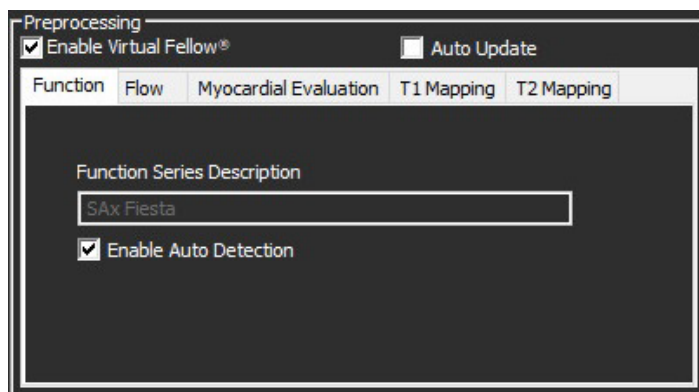 Preprocessing
Enable Virtual Fellow® Auto Update
Function Flow Myocardial Evaluation T1 Mapping T2 Mapping
Function Series Description
SAx Fiesta
Enable Auto Detection